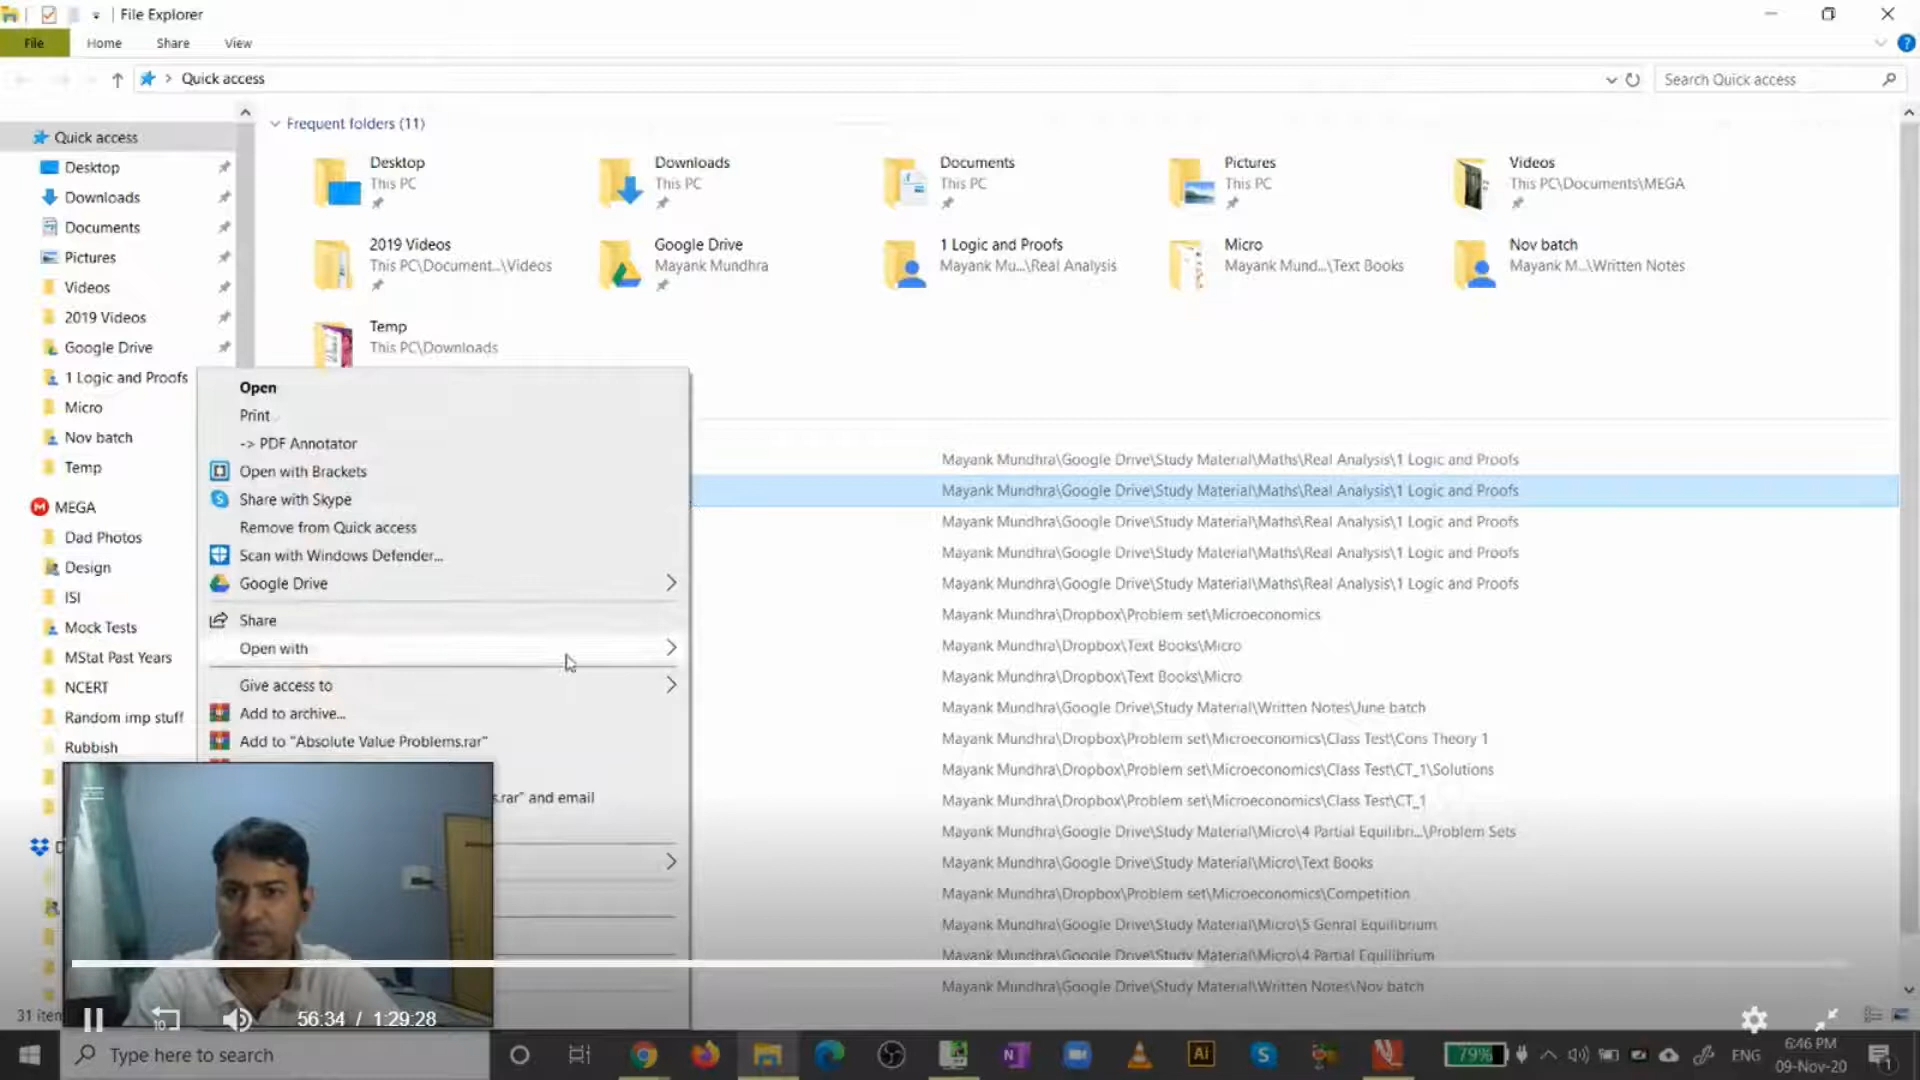 File Explorer
File Home Share View
Quick access
Search Quick access
Quick access
Desktop
Downloads
Documents
Pictures
Videos
2019 Videos
Google Drive
1 Logic and Proofs
Micro
Nov batch
Temp
MEGA
Dad Photos
Design
ISI
Mock Tests
MStat Past Years
NCERT
Random imp stuff
Rubbish
Frequent folders (11)
Desktop
This PC
Downloads
This PC
Documents
This PC
Pictures
This PC
Videos
This PC\Documents\MEGA
2019 Videos
This PC\Document...\Videos
Google Drive
Mayank Mundhra
1 Logic and Proofs
Mayank Mu...\Real Analysis
Micro
Mayank Mund...\Text Books
Nov batch
Mayank M...\Written Notes
Temp
This PC\Downloads
Open
Print
-> PDF Annotator
Open with Brackets
Share with Skype
Remove from Quick access
Scan with Windows Defender...
Google Drive
Share
Open with
Give access to
Add to archive...
Add to "Absolute Value Problems.rar"
s.rar" and email
Mayank Mundhra\Google Drive\Study Material\Maths\Real Analysis\1 Logic and Proofs
Mayank Mundhra\Google Drive\Study Material\Maths\Real Analysis\1 Logic and Proofs
Mayank Mundhra\Google Drive\Study Material\Maths\Real Analysis\1 Logic and Proofs
Mayank Mundhra\Google Drive\Study Material\Maths\Real Analysis\1 Logic and Proofs
Mayank Mundhra\Google Drive\Study Material\Maths\Real Analysis\1 Logic and Proofs
Mayank Mundhra\Dropbox\Problem set\Microeconomics
Mayank Mundhra\Dropbox\Text Books\Micro
Mayank Mundhra\Dropbox\Text Books\Micro
Mayank Mundhra\Google Drive\Study Material\Written Notes\June batch
Mayank Mundhra\Dropbox\Problem set\Microeconomics\Class Test\Cons Theory 1
Mayank Mundhra\Dropbox\Problem set\Microeconomics\Class Test\CT_1\Solutions
Mayank Mundhra\Dropbox\Problem set\Microeconomics\Class Test\CT_1
Mayank Mundhra\Google Drive\Study Material\Micro\4 Partial Equilibri...\Problem Sets
Mayank Mundhra\Google Drive\Study Material\Micro\Text Books
Mayank Mundhra\Dropbox\Problem set\Microeconomics\Competition
Mayank Mundhra\Google Drive\Study Material\Micro\5 Genral Equilibrium
Mayank Mundhra\Google Drive\Study Material\Micro\4 Partial Equilibrium
Mayank Mundhra\Google Drive\Study Material\Written Notes\Nov batch
31 item
10
56:34 / 1:29:28
Type here to search
N
Ai
S
79%
ENG
6:46 PM
09-Nov-20
1